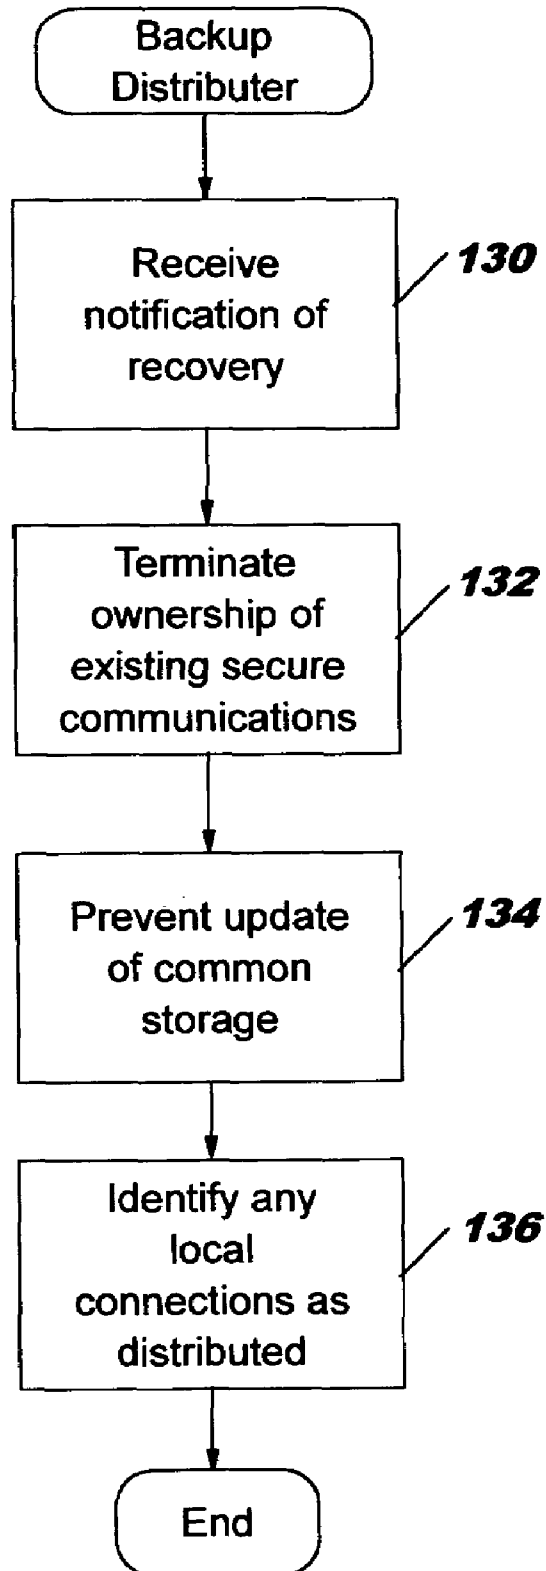 Backup
Distributer
Receive
notification of
recovery
130
Terminate
ownership of
existing secure
communications
132
Prevent update
of common
storage
134
Identify any
local
connections as
distributed
136
End